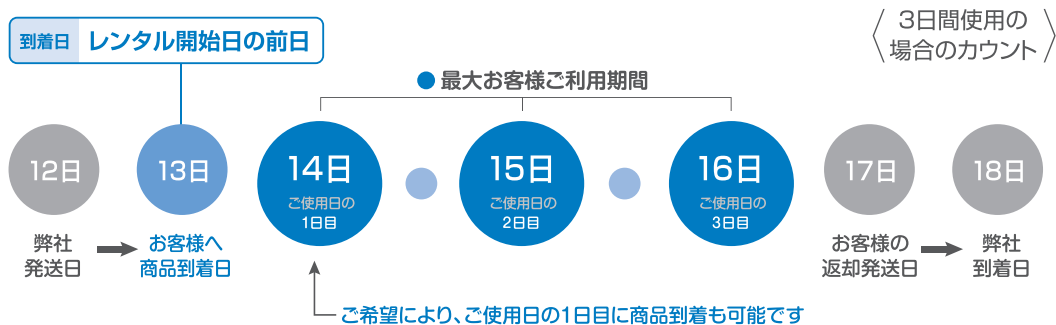 到着日 レンタル開始日の前日
3日間使用の
場合のカウント
最大お客様ご利用期間
12日
13日
14日
ご使用日の
1日目
15日
ご使用日の
2日目
16日
ご使用日の
3日目
17日
18日
弊社
発送日
お客様へ
商品到着日
お客様の
返却発送日
弊社
到着日
ご希望により、ご使用日の1日目に商品到着も可能です